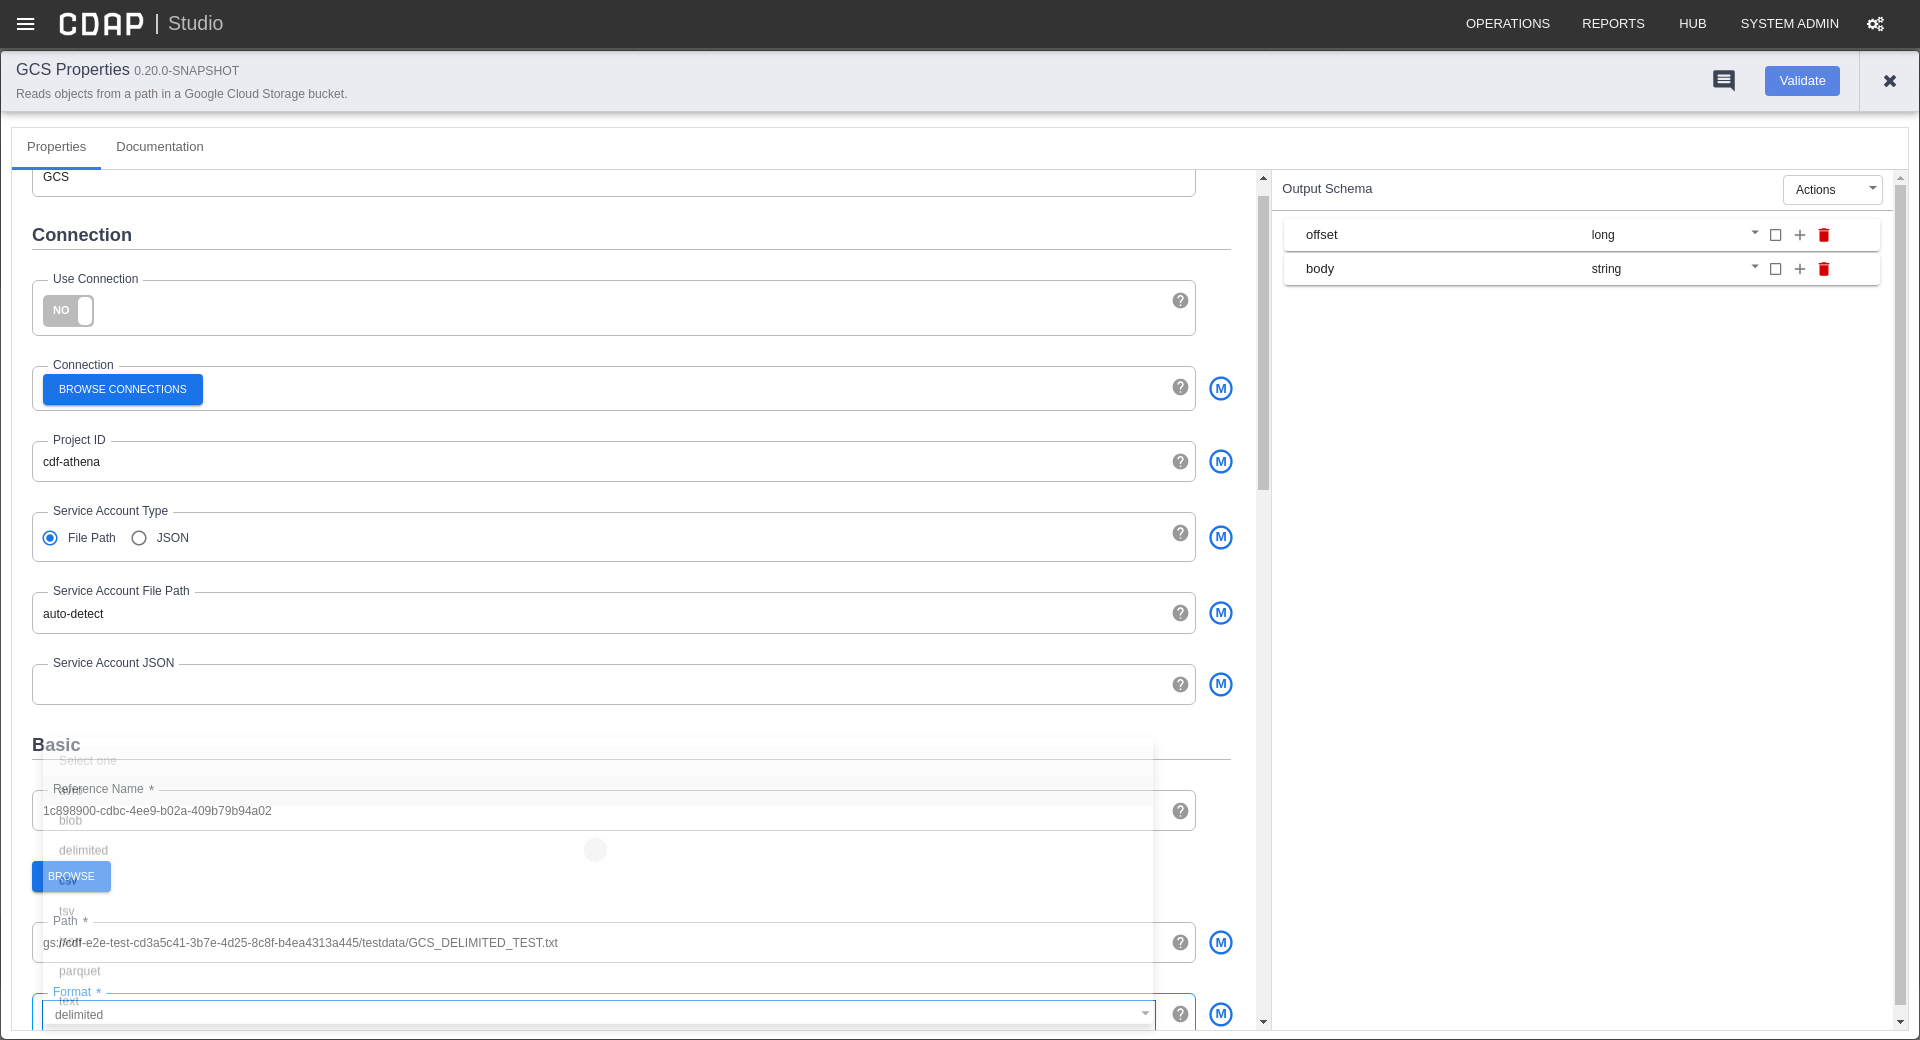 CDAP | Studio
OPERATIONS REPORTS HUB SYSTEM ADMIN
GCS Properties 0.20.0-SNAPSHOT
Reads objects from a path in a Google Cloud Storage bucket.
Validate
Properties Documentation
GCS
Output Schema
Actions
offset long
body string
Connection
Use Connection
NO
Connection
BROWSE CONNECTIONS
M
Project ID
cdf-athena
M
Service Account Type
File Path JSON
M
Service Account File Path
auto-detect
M
Service Account JSON
M
Basic
Select one
Reference Name *
avro
1c898900-cdbc-4ee9-b02a-409b79b94a02
blob
delimited
BROWSE
csv
tsv
Path *
gs://cdf-e2e-test-cd3a5c41-3b7e-4d25-8c8f-b4ea4313a445/testdata/GCS_DELIMITED_TEST.txt
json
M
parquet
Format *
text
delimited
M